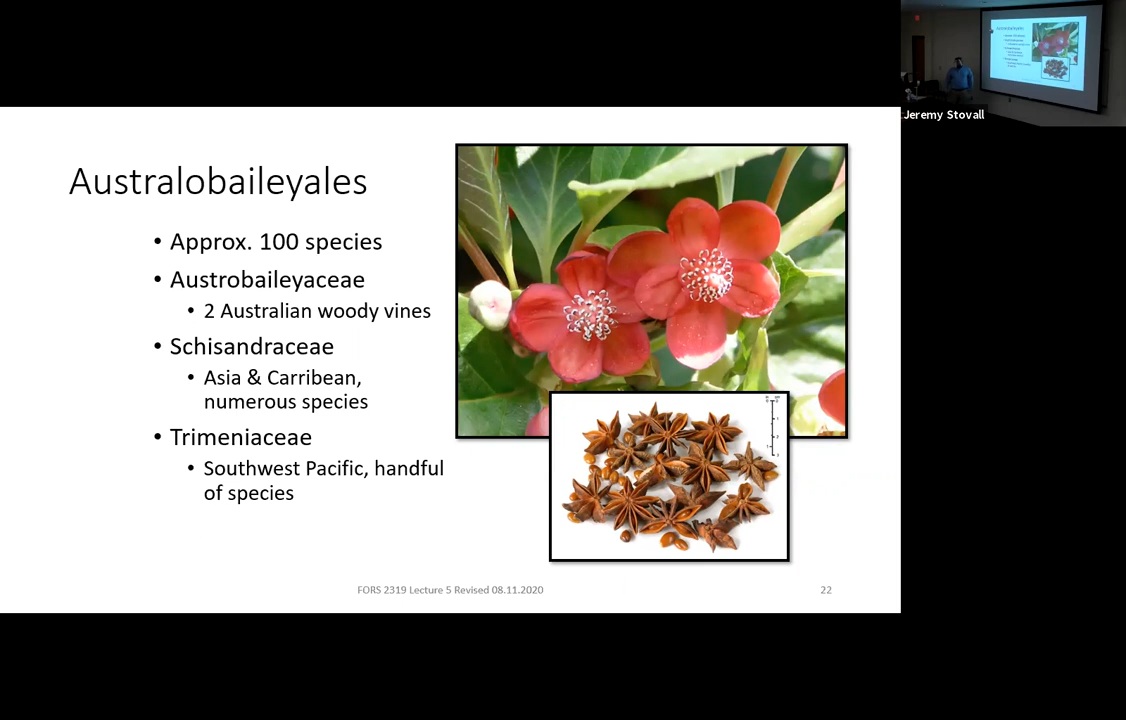 Jeremy Stovall
Australobaileyales
• Approx. 100 species
• Austrobaileyaceae
• 2 Australian woody vines
• Schisandraceae
• Asia & Carribean,
numerous species
• Trimeniaceae
• Southwest Pacific, handful
of species
FORS 2319 Lecture 5 Revised 08.11.2020
22